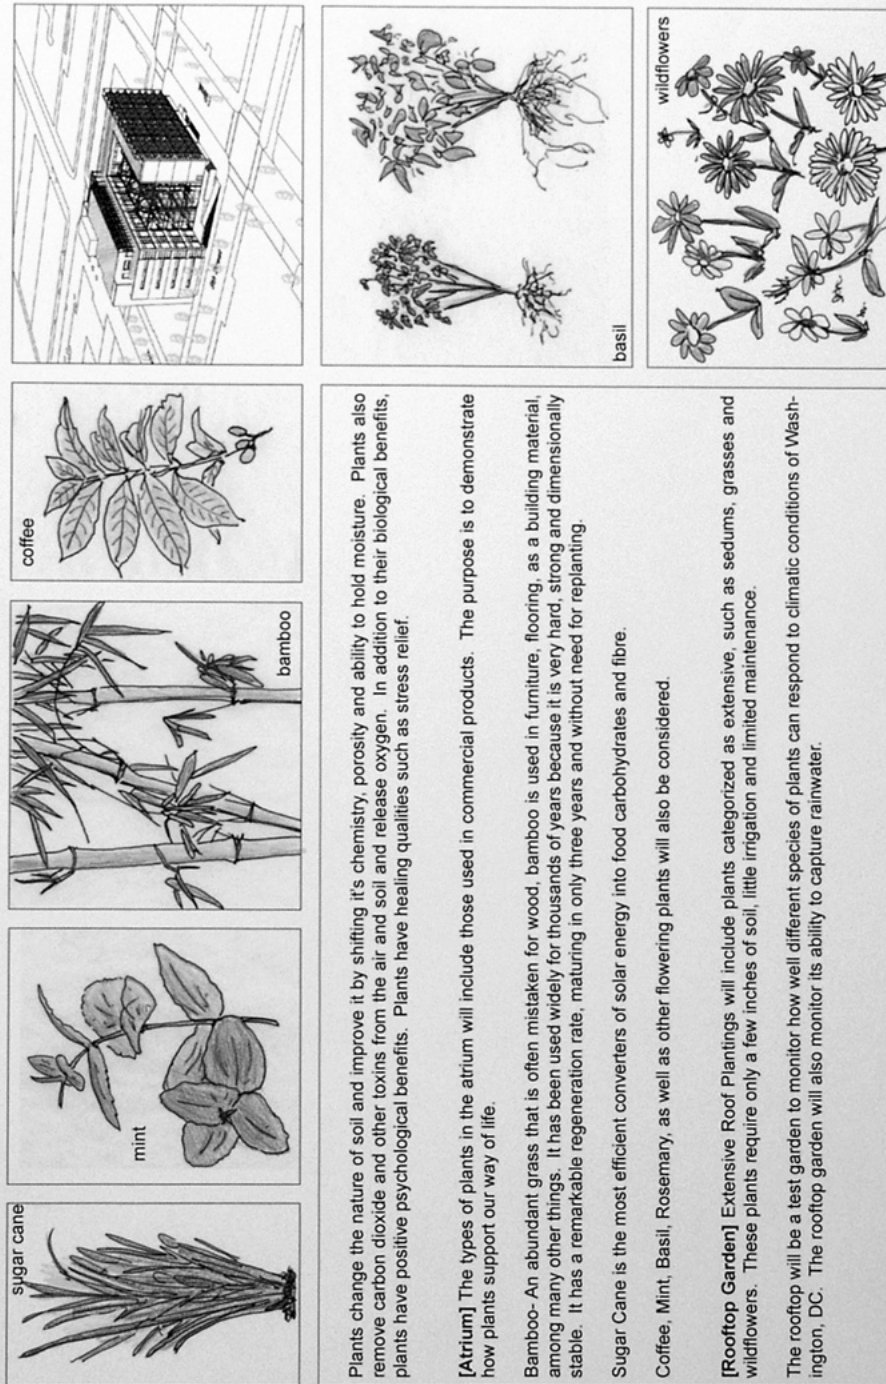 sugar cane
mint
bamboo
coffee
basil
wildflowers
Plants change the nature of soil and improve it by shifting it's chemistry, porosity and ability to hold moisture. Plants also
remove carbon dioxide and other toxins from the air and soil and release oxygen. In addition to their biological benefits,
plants have positive psychological benefits. Plants have healing qualities such as stress relief.
[Atrium] The types of plants in the atrium will include those used in commercial products. The purpose is to demonstrate
how plants support our way of life.
Bamboo- An abundant grass that is often mistaken for wood, bamboo is used in furniture, flooring, as a building material,
among many other things. It has been used widely for thousands of years because it is very hard, strong and dimensionally
stable. It has a remarkable regeneration rate, maturing in only three years and without need for replanting.
Sugar Cane is the most efficient converters of solar energy into food carbohydrates and fibre.
Coffee, Mint, Basil, Rosemary, as well as other flowering plants will also be considered.
[Rooftop Garden] Extensive Roof Plantings will include plants categorized as extensive, such as sedums, grasses and
wildflowers. These plants require only a few inches of soil, little irrigation and limited maintenance.
The rooftop will be a test garden to monitor how well different species of plants can respond to climatic conditions of Wash-
ington, DC. The rooftop garden will also monitor its ability to capture rainwater.